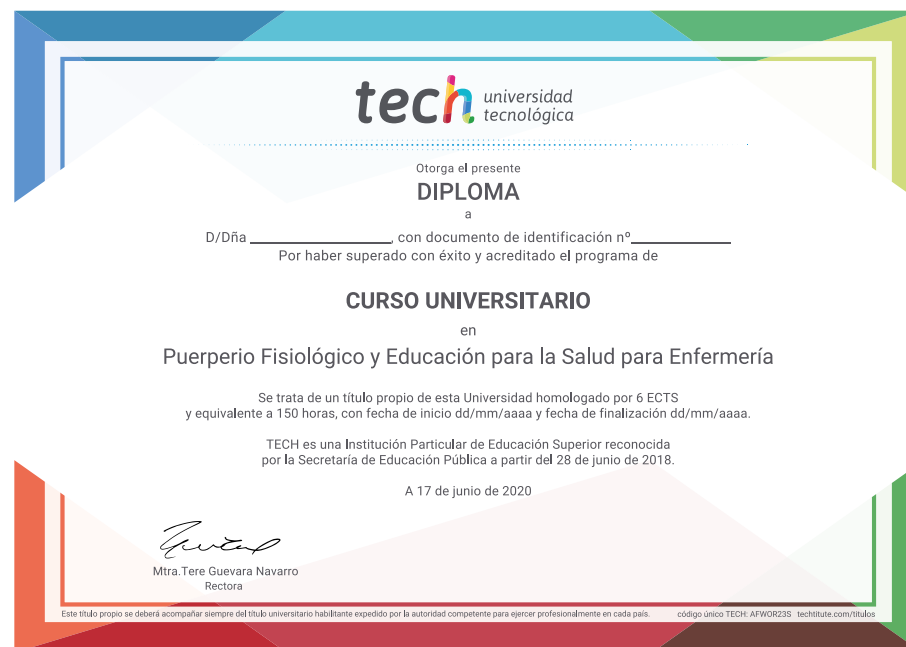 tech universidad
tecnológica
Otorga el presente
DIPLOMA
a
D/Dña ________________, con documento de identificación nº____________
Por haber superado con éxito y acreditado el programa de
CURSO UNIVERSITARIO
en
Puerperio Fisiológico y Educación para la Salud para Enfermería
Se trata de un título propio de esta Universidad homologado por 6 ECTS
y equivalente a 150 horas, con fecha de inicio dd/mm/aaaa y fecha de finalización dd/mm/aaaa.
TECH es una Institución Particular de Educación Superior reconocida
por la Secretaría de Educación Pública a partir del 28 de junio de 2018.
A 17 de junio de 2020
Mtra.Tere Guevara Navarro
Rectora
Este título propio se deberá acompañar siempre del título universitario habilitante expedido por la autoridad competente para ejercer profesionalmente en cada país. código único TECH: AFWOR23S techtitute.com/titulos